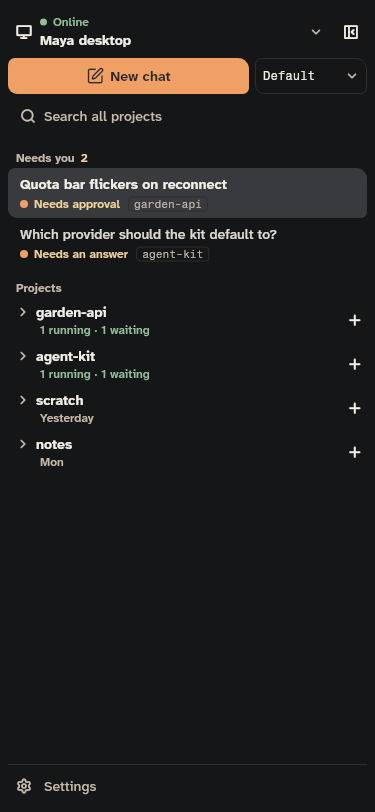 Online
Maya desktop
New chat
Default
Search all projects
Needs you 2
Quota bar flickers on reconnect
Needs approval garden-api
Which provider should the kit default to?
Needs an answer agent-kit
Projects
garden-api
1 running · 1 waiting
agent-kit
1 running · 1 waiting
scratch
Yesterday
notes
Mon
Settings